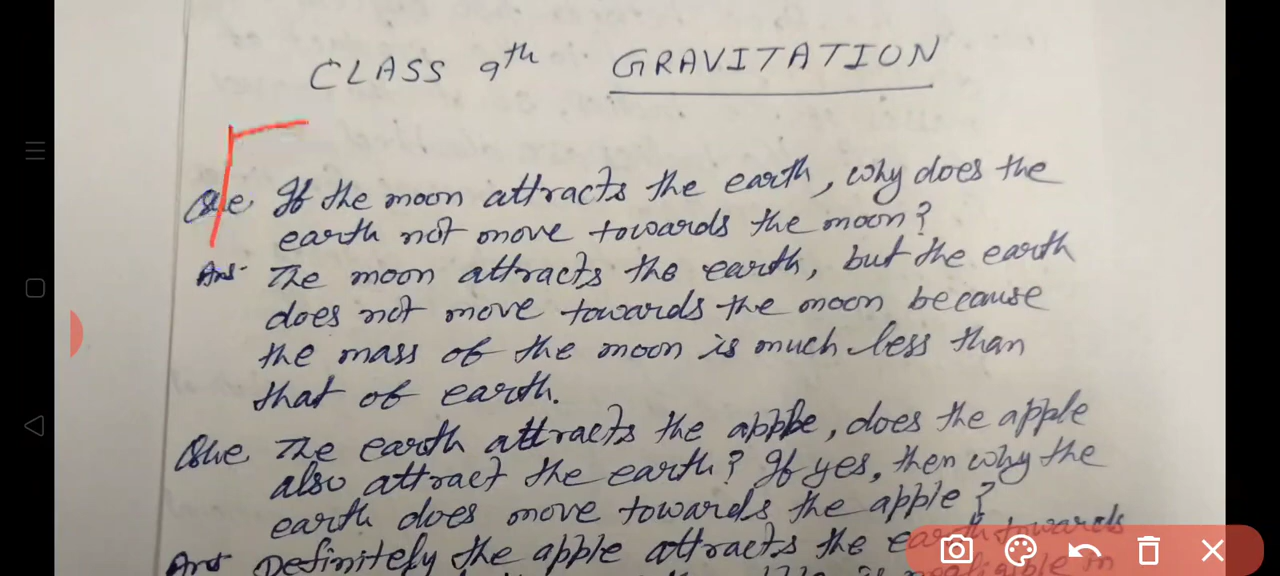 CLASS 9th GRAVITATION
Que If the moon attracts the earth, why does the
earth not move towards the moon?
Ans- The moon attracts the earth, but the earth
does not move towards the moon because
the mass of the moon is much less than
that of earth.
Que The earth attracts the apple, does the apple
also attract the earth? If yes, then why the
earth does move towards the apple?
Ans Definitely the apple attracts the earth towards
negligible in